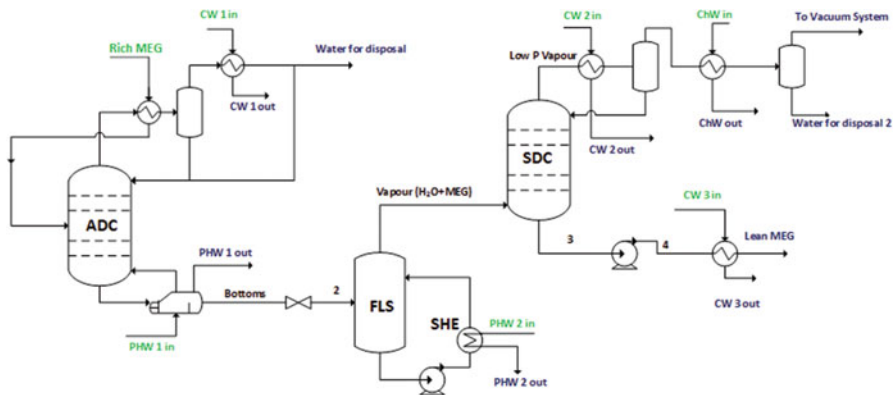 CW 1 in
Rich MEG
Water for disposal
CW 1 out
ADC
PHW 1 out
Bottoms
PHW 1 in
2
Vapour (H₂O+MEG)
FLS
SHE
PHW 2 in
PHW 2 out
CW 2 in
Low P Vapour
CW 2 out
SDC
ChW in
To Vacuum System
ChW out
Water for disposal 2
3
4
CW 3 in
Lean MEG
CW 3 out